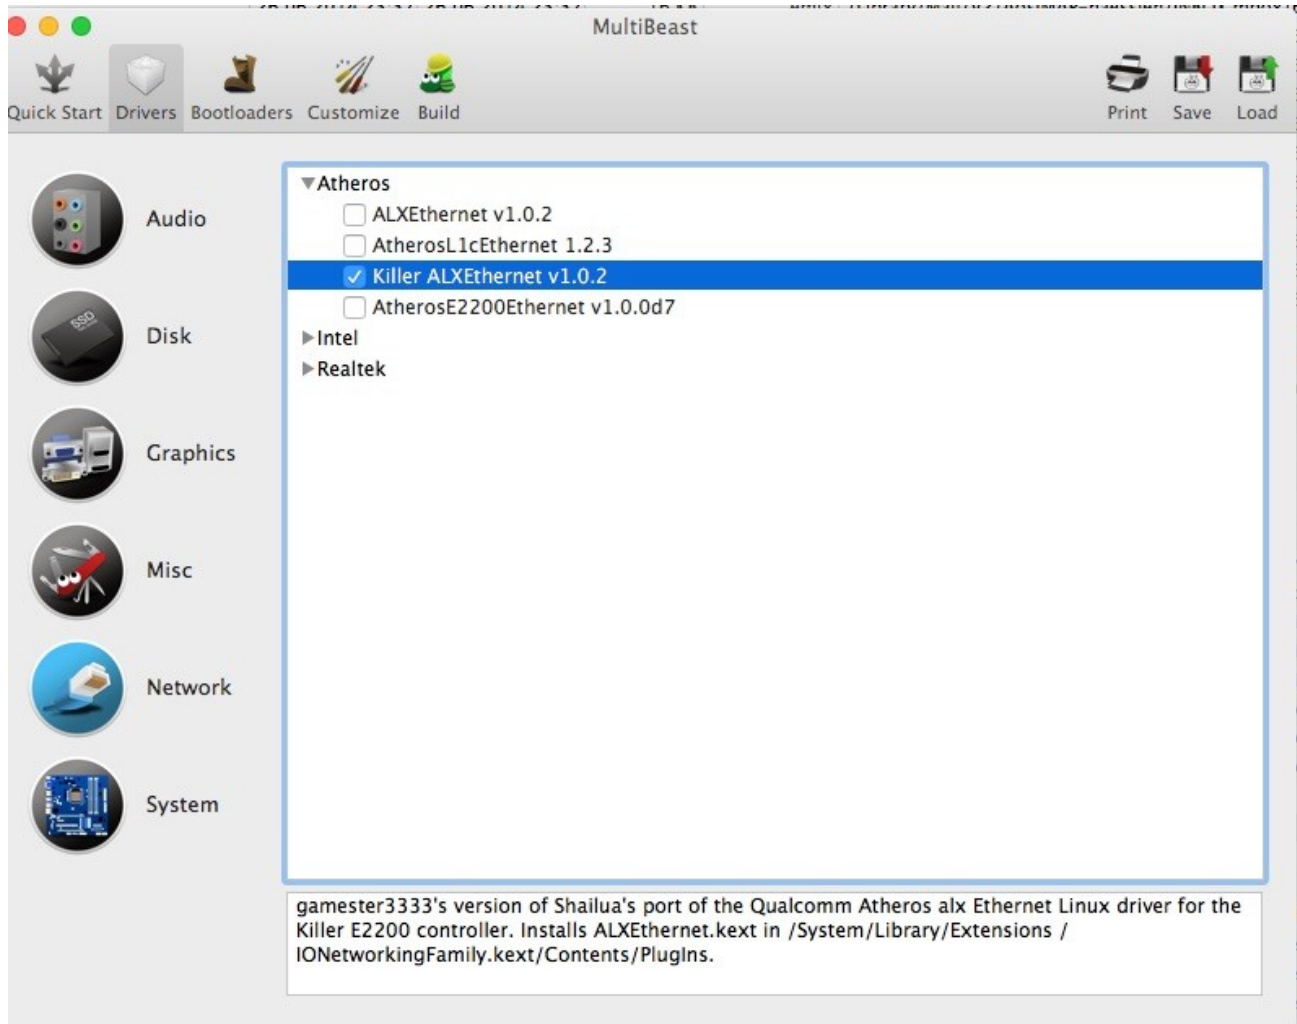 MultiBeast
Quick Start Drivers Bootloaders Customize Build Print Save Load
Audio
Disk
Graphics
Misc
Network
System
Atheros
ALXEthernet v1.0.2
AtherosL1cEthernet 1.2.3
Killer ALXEthernet v1.0.2
AtherosE2200Ethernet v1.0.0d7
Intel
Realtek
gamester3333's version of Shailua's port of the Qualcomm Atheros alx Ethernet Linux driver for the
Killer E2200 controller. Installs ALXEthernet.kext in /System/Library/Extensions /
IONetworkingFamily.kext/Contents/PlugIns.